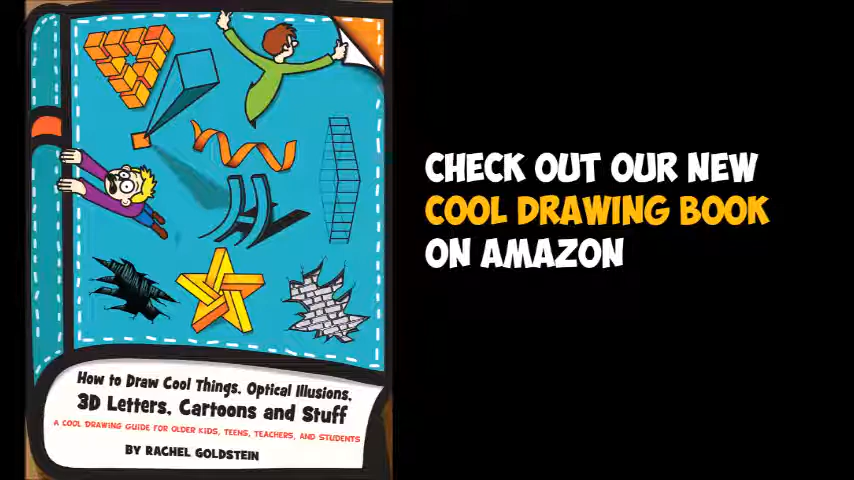 How to Draw Cool Things, Optical Illusions,
3D Letters, Cartoons and Stuff
A COOL DRAWING GUIDE FOR OLDER KIDS, TEENS, TEACHERS, AND STUDENTS
BY RACHEL GOLDSTEIN
CHECK OUT OUR NEW
COOL DRAWING BOOK
ON AMAZON